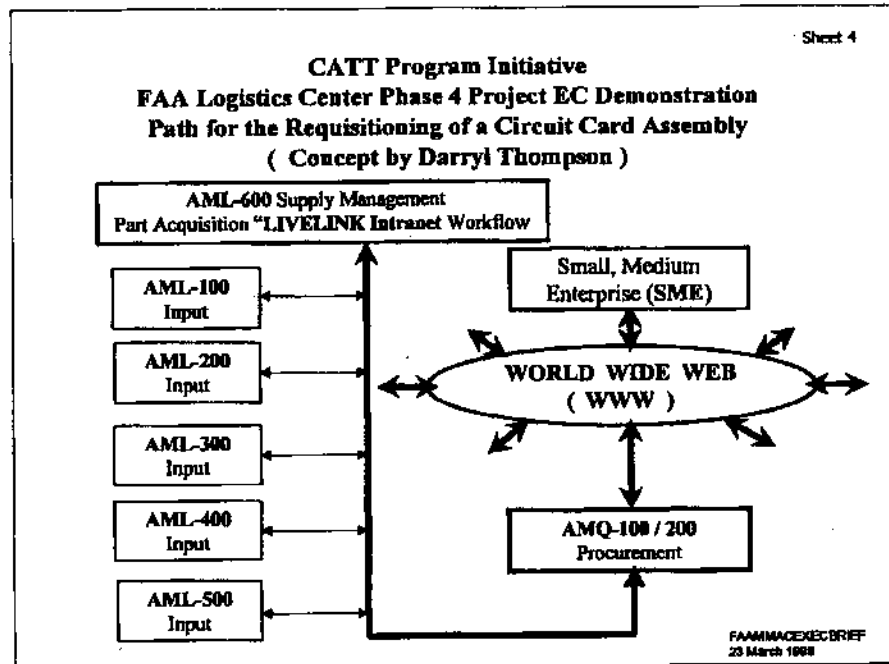 Sheet 4
CATT Program Initiative
FAA Logistics Center Phase 4 Project EC Demonstration
Path for the Requisitioning of a Circuit Card Assembly
( Concept by Darryl Thompson )
AML-600 Supply Management
Part Acquisition "LIVELINK Intranet Workflow
AML-100
Input
AML-200
Input
AML-300
Input
AML-400
Input
AML-500
Input
Small, Medium
Enterprise (SME)
WORLD WIDE WEB
( WWW )
AMQ-100 / 200
Procurement
FAAMMACEXECBRIEF
23 March 1998